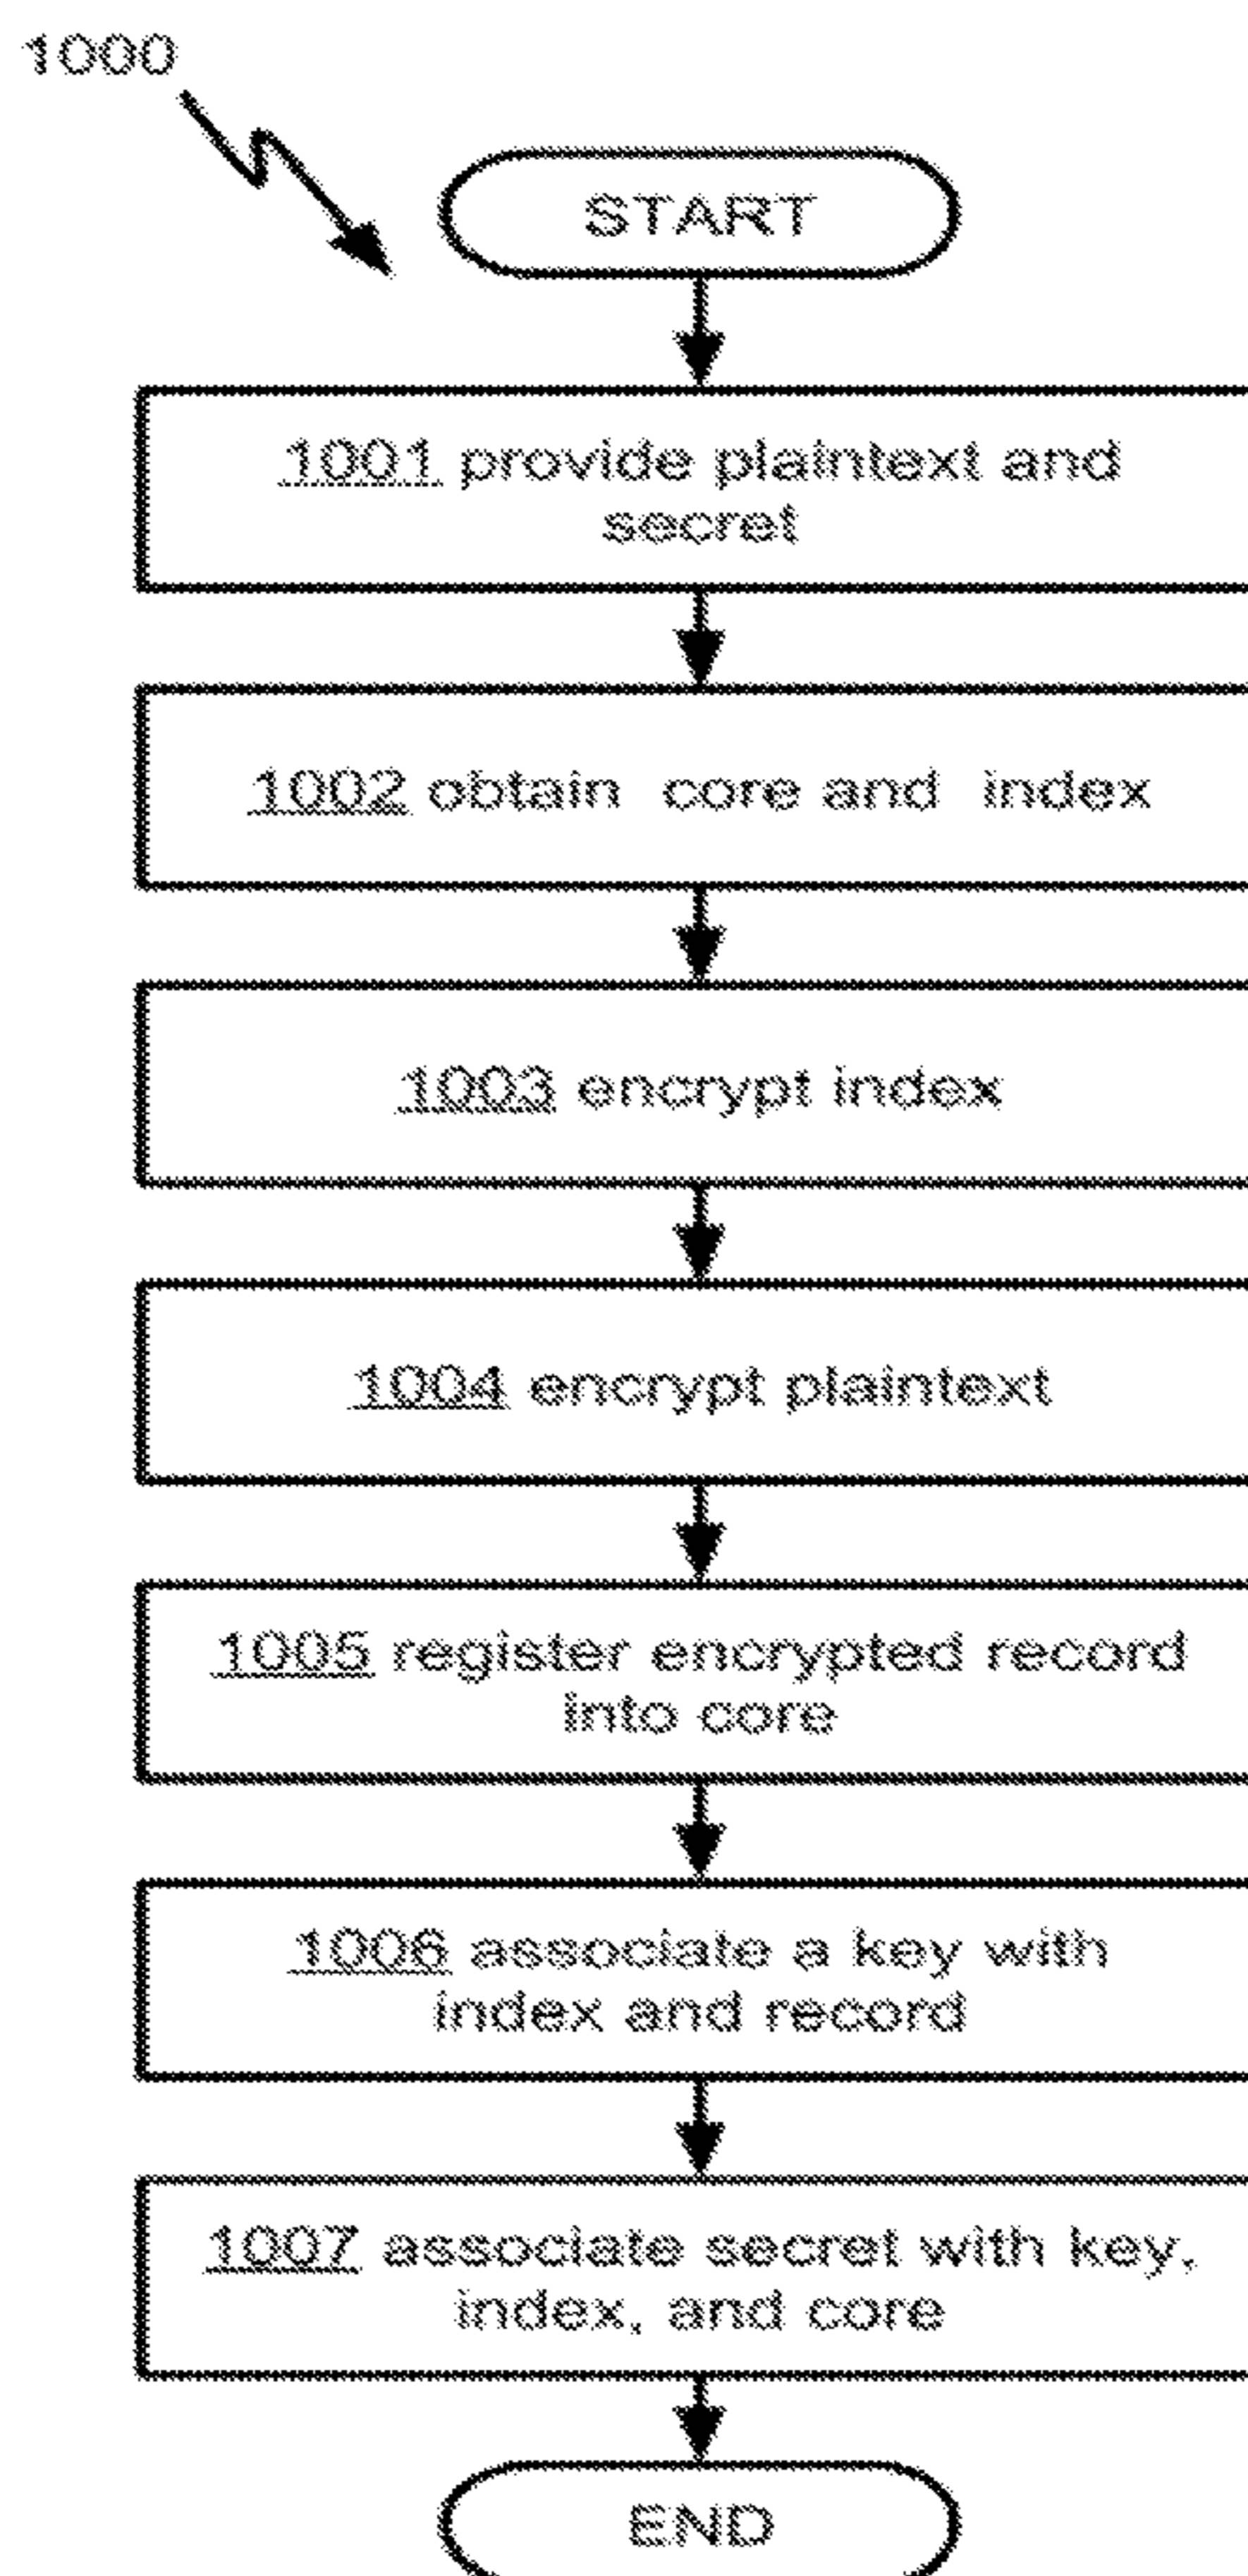 1000
START
1001 provide plaintext and
secret
1002 obtain core and index
1003 encrypt index
1004 encrypt plaintext
1005 register encrypted record
into core
1006 associate a key with
index and record
1007 associate secret with key,
index, and core
END